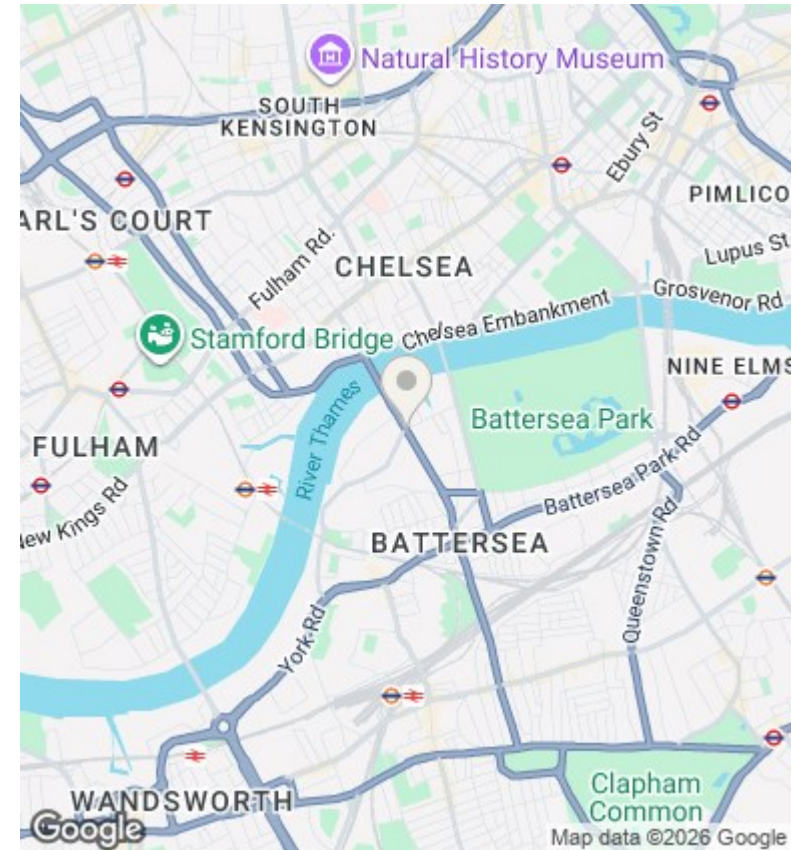 Natural History Museum
SOUTH
KENSINGTON
Ebury St
PIMLICO
ARL'S COURT
Lupus St
Fulham Rd.
CHELSEA
Grosvenor Rd
Chelsea Embankment
Stamford Bridge
NINE ELMS
River Thames
Battersea Park
FULHAM
Battersea Park Rd
New Kings Rd
BATTERSEA
Queenstown Rd
York Rd
Clapham
Common
WANDSWORTH
Google
Map data ©2026 Google